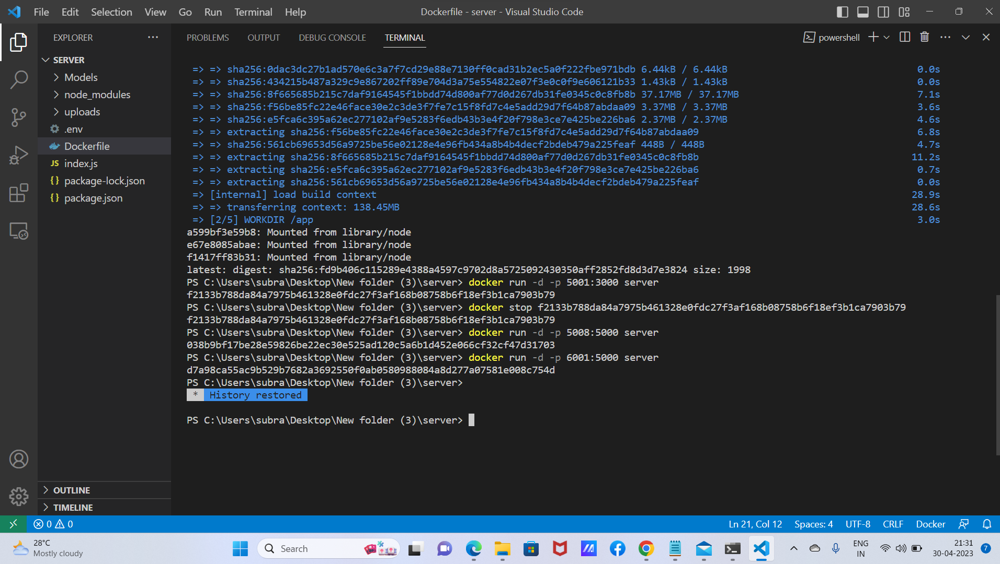 File Edit Selection View Go Run Terminal Help
Dockerfile - server - Visual Studio Code
EXPLORER
SERVER
Models
node_modules
uploads
.env
Dockerfile
JS index.js
{} package-lock.json
{} package.json
OUTLINE
TIMELINE
PROBLEMS OUTPUT DEBUG CONSOLE TERMINAL
powershell
=> => sha256:0dac3dc27b1ad570e6c3a7f7cd29e88e7130ff0cad31b2ec5a0f222fbe971bdb 6.44kB / 6.44kB 0.0s
=> => sha256:434215b487a329c9e867202ff89e704d3a75e554822e07f3e0c0f9e606121b33 1.43kB / 1.43kB 0.0s
=> => sha256:8f665685b215c7daf9164545f1bbdd74d800af77d0d267db31fe0345c0c8fb8b 37.17MB / 37.17MB 7.1s
=> => sha256:f56be85fc22e46face30e2c3de3f7fe7c15f8fd7c4e5add29d7f64b87abdaa09 3.37MB / 3.37MB 3.6s
=> => sha256:e5fca6c395a62ec277102af9e5283f6edb43b3e4f20f798e3ce7e425be226ba6 2.37MB / 2.37MB 4.6s
=> => extracting sha256:f56be85fc22e46face30e2c3de3f7fe7c15f8fd7c4e5add29d7f64b87abdaa09 6.8s
=> => sha256:561cb69653d56a9725be56e02128e4e96fb434a8b4b4decf2bdeb479a225feaf 448B / 448B 4.7s
=> => extracting sha256:8f665685b215c7daf9164545f1bbdd74d800af77d0d267db31fe0345c0c8fb8b 11.2s
=> => extracting sha256:e5fca6c395a62ec277102af9e5283f6edb43b3e4f20f798e3ce7e425be226ba6 0.7s
=> => extracting sha256:561cb69653d56a9725be56e02128e4e96fb434a8b4b4decf2bdeb479a225feaf 0.0s
=> [internal] load build context 28.9s
=> => transferring context: 138.45MB 28.6s
=> [2/5] WORKDIR /app 3.0s
a599bf3e59b8: Mounted from library/node
e67e8085abae: Mounted from library/node
f1417ff83b31: Mounted from library/node
latest: digest: sha256:fd9b406c115289e4388a4597c9702d8a5725092430350aff2852fd8d3d7e3824 size: 1998
PS C:\Users\subra\Desktop\New folder (3)\server> docker run -d -p 5001:3000 server
f2133b788da84a7975b461328e0fdc27f3af168b08758b6f18ef3b1ca7903b79
PS C:\Users\subra\Desktop\New folder (3)\server> docker stop f2133b788da84a7975b461328e0fdc27f3af168b08758b6f18ef3b1ca7903b79
f2133b788da84a7975b461328e0fdc27f3af168b08758b6f18ef3b1ca7903b79
PS C:\Users\subra\Desktop\New folder (3)\server> docker run -d -p 5008:5000 server
038b9bf17be28e59826be22ec30e525ad120c5a6b1d452e066cf32cf47d31703
PS C:\Users\subra\Desktop\New folder (3)\server> docker run -d -p 6001:5000 server
d7a98ca55ac9b529b7682a3692550f0ab0580988084a8d277a07581e008c754d
PS C:\Users\subra\Desktop\New folder (3)\server>
* History restored
PS C:\Users\subra\Desktop\New folder (3)\server>
0 0
Ln 21, Col 12 Spaces: 4 UTF-8 CRLF Docker
28°C
Mostly cloudy
Search
ENG
IN
21:31
30-04-2023
7